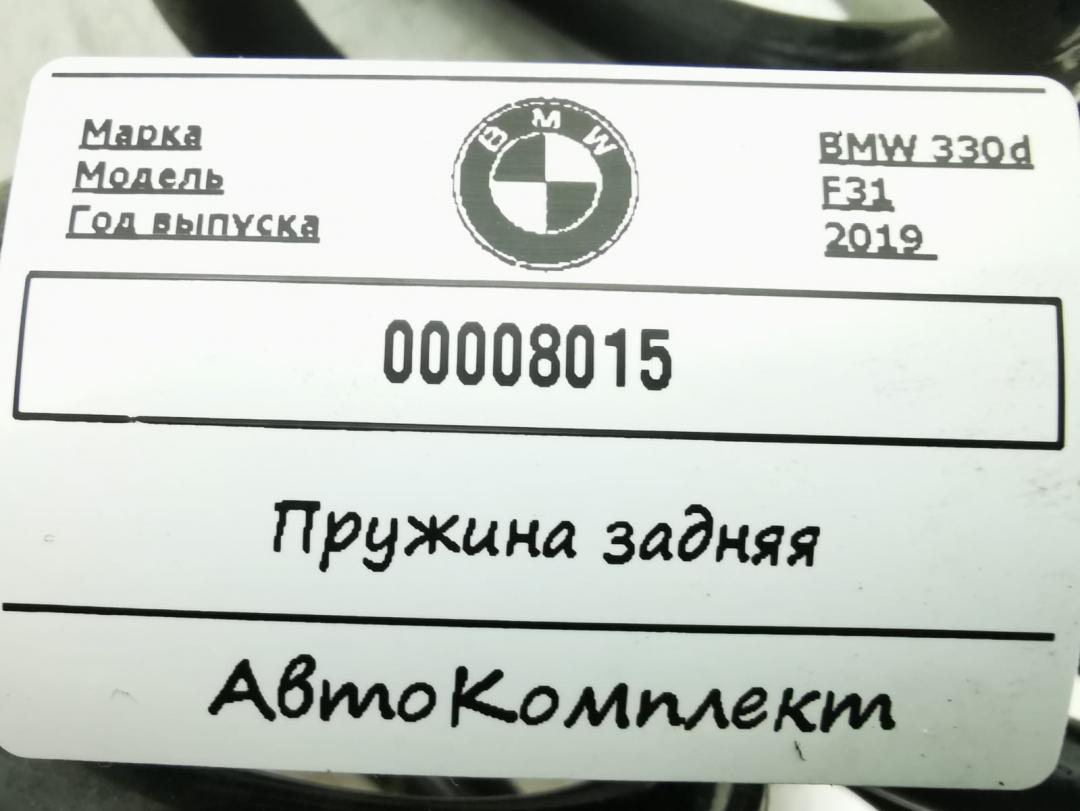 Марка
BMW
BMW 330d
Модель
F31
Год выпуска
2019
00008015
Пружина задняя
АвтоКомплект